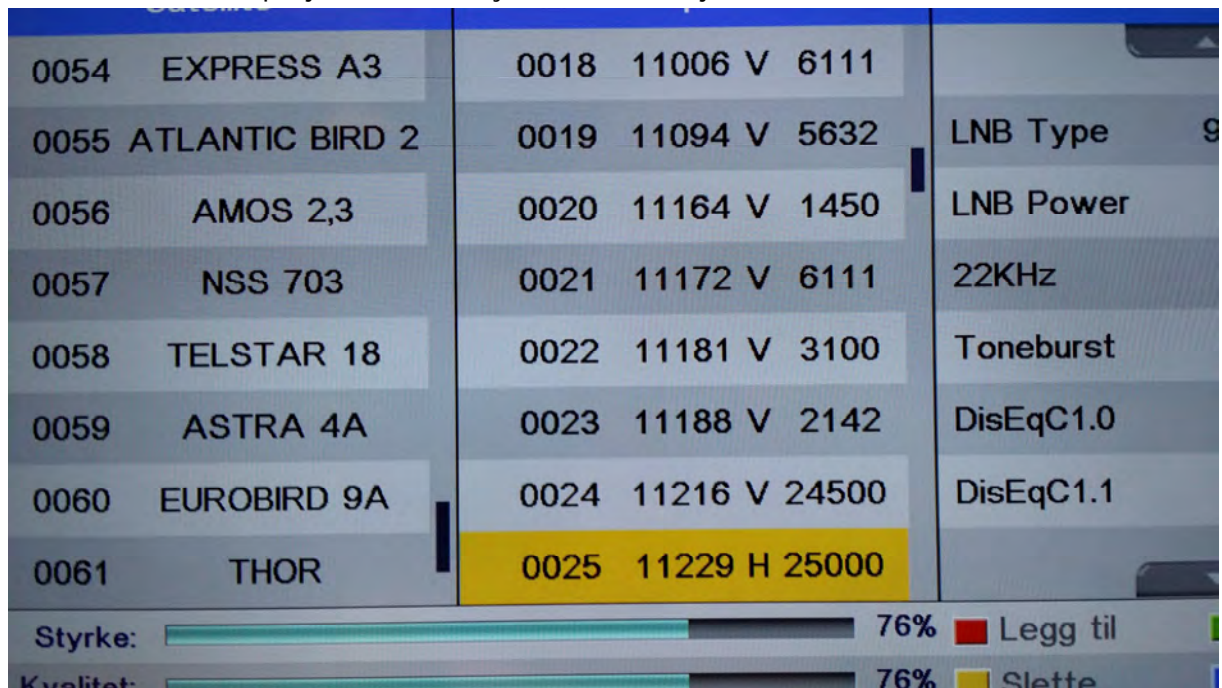 0054 EXPRESS A3 0018 11006 V 6111
0055 ATLANTIC BIRD 2 0019 11094 V 5632 LNB Type 9
0056 AMOS 2,3 0020 11164 V 1450 LNB Power
0057 NSS 703 0021 11172 V 6111 22KHz
0058 TELSTAR 18 0022 11181 V 3100 Toneburst
0059 ASTRA 4A 0023 11188 V 2142 DisEqC1.0
0060 EUROBIRD 9A 0024 11216 V 24500 DisEqC1.1
0061 THOR 0025 11229 H 25000
Styrke: 76% Legg til
Kvalitet: 76% Slette